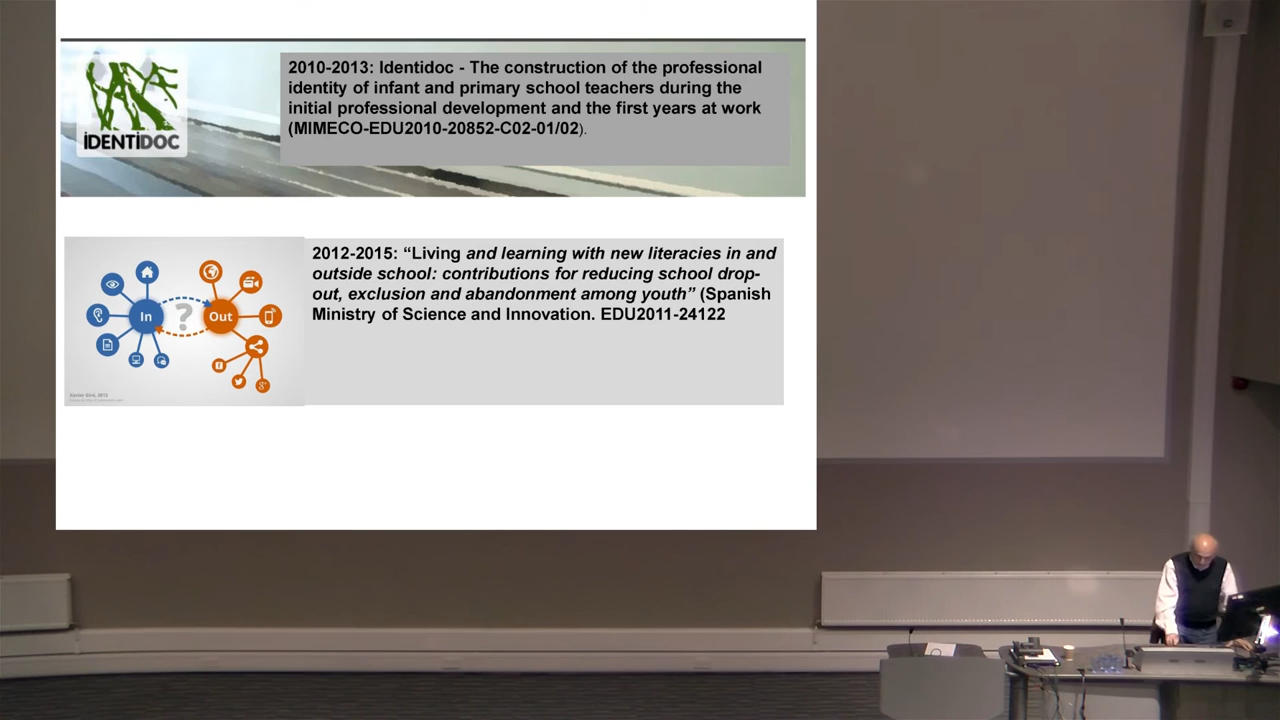 2010-2013: Identidoc - The construction of the professional
identity of infant and primary school teachers during the
initial professional development and the first years at work
(MIMECO-EDU2010-20852-C02-01/02).
iDENTiDOC
2012-2015: “Living and learning with new literacies in and
outside school: contributions for reducing school drop-
out, exclusion and abandonment among youth” (Spanish
Ministry of Science and Innovation. EDU2011-24122
In
?
Out
f
g+
Xavier Giró, 2013